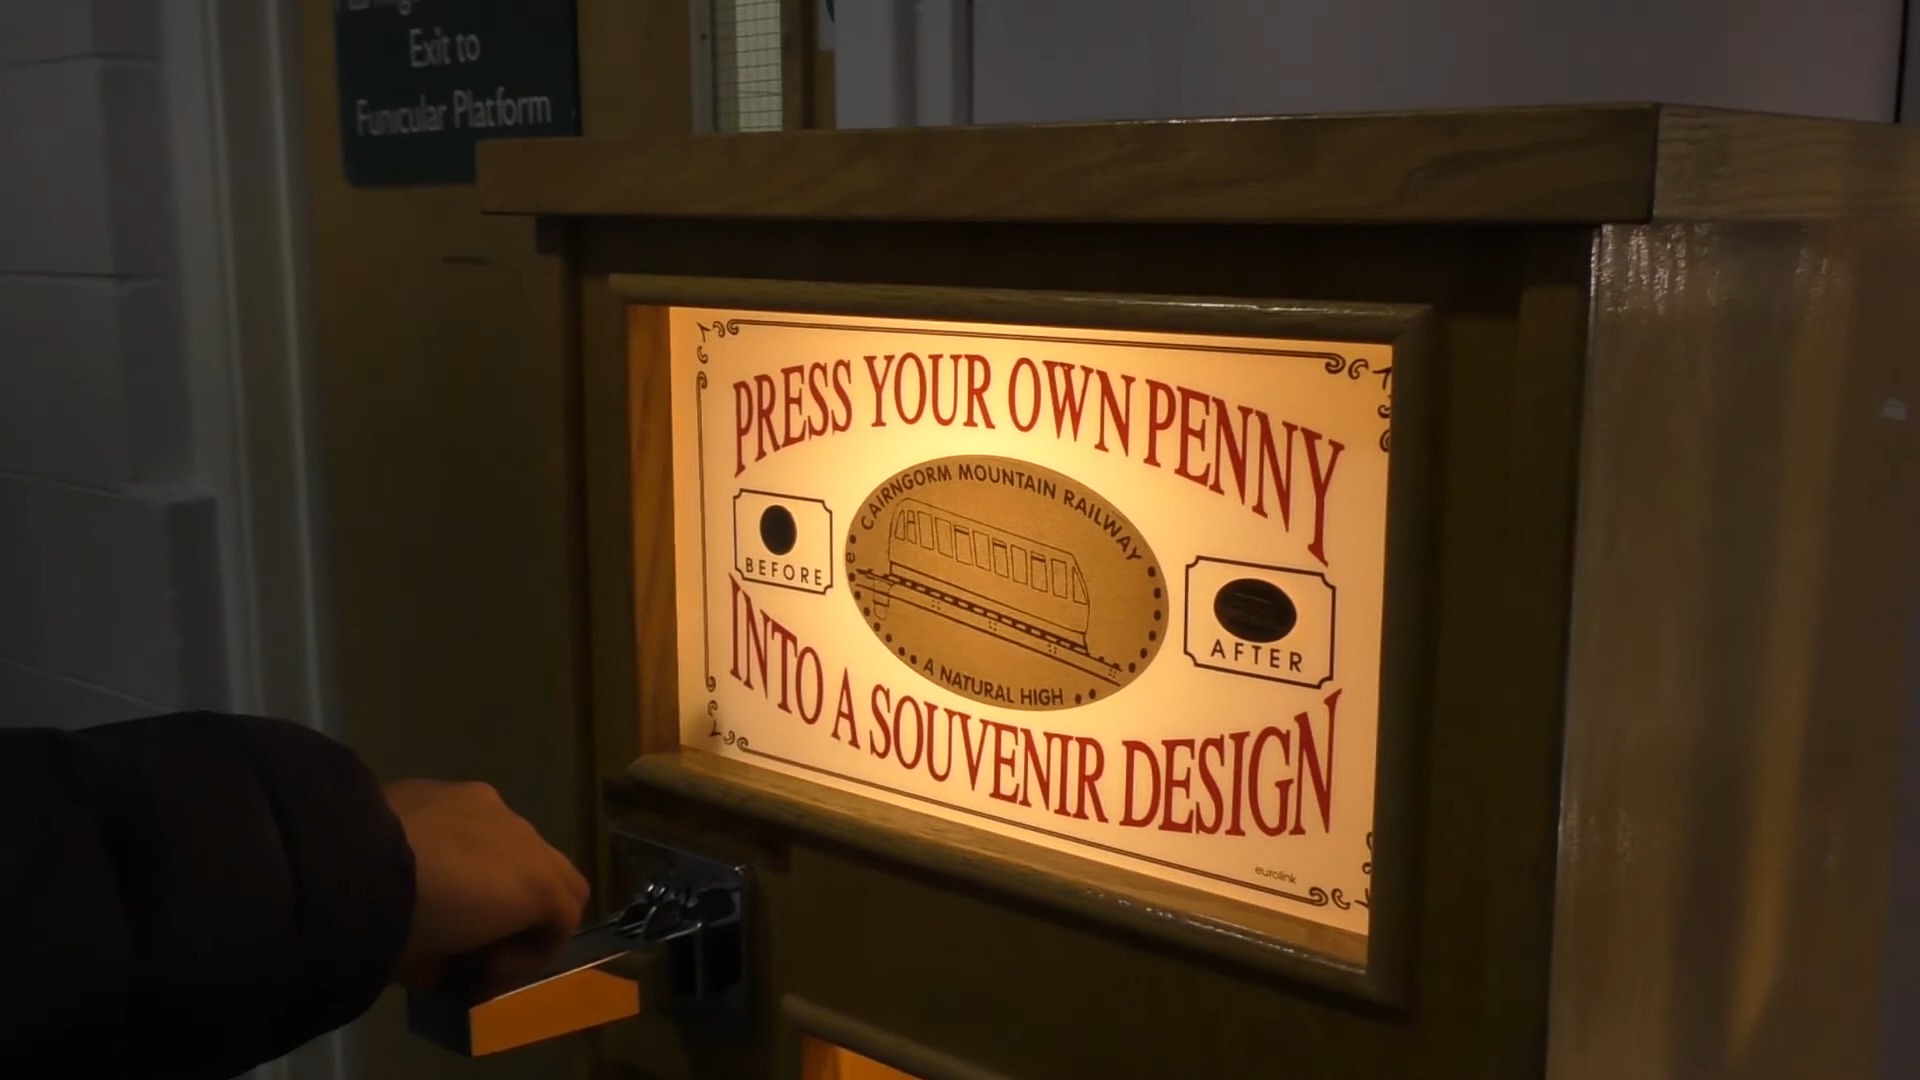 Exit to
Funicular Platform
PRESS YOUR OWN PENNY
CAIRNGORM MOUNTAIN RAILWAY
BEFORE
AFTER
A NATURAL HIGH
INTO A SOUVENIR DESIGN
eurolink